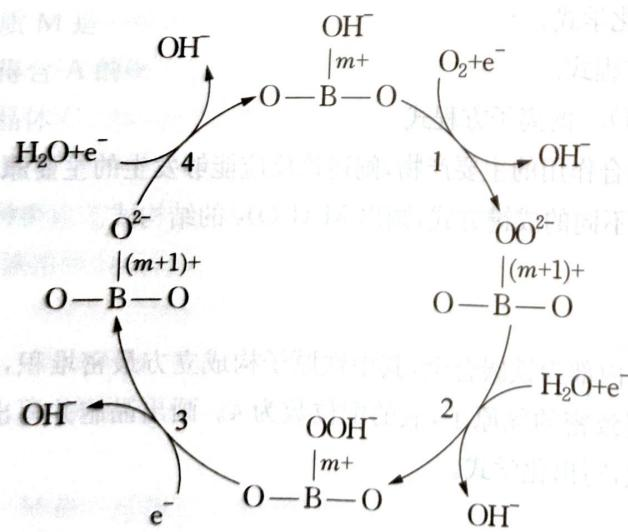 OH⁻
OH⁻ m+ O₂+e⁻
O—B—O
H₂O+e⁻ 4 1 OH⁻
O²⁻ OO²⁻
(m+1)+ (m+1)+
O—B—O O—B—O
2 H₂O+e⁻
OH⁻ 3 OOH⁻
m+
e⁻ O—B—O OH⁻